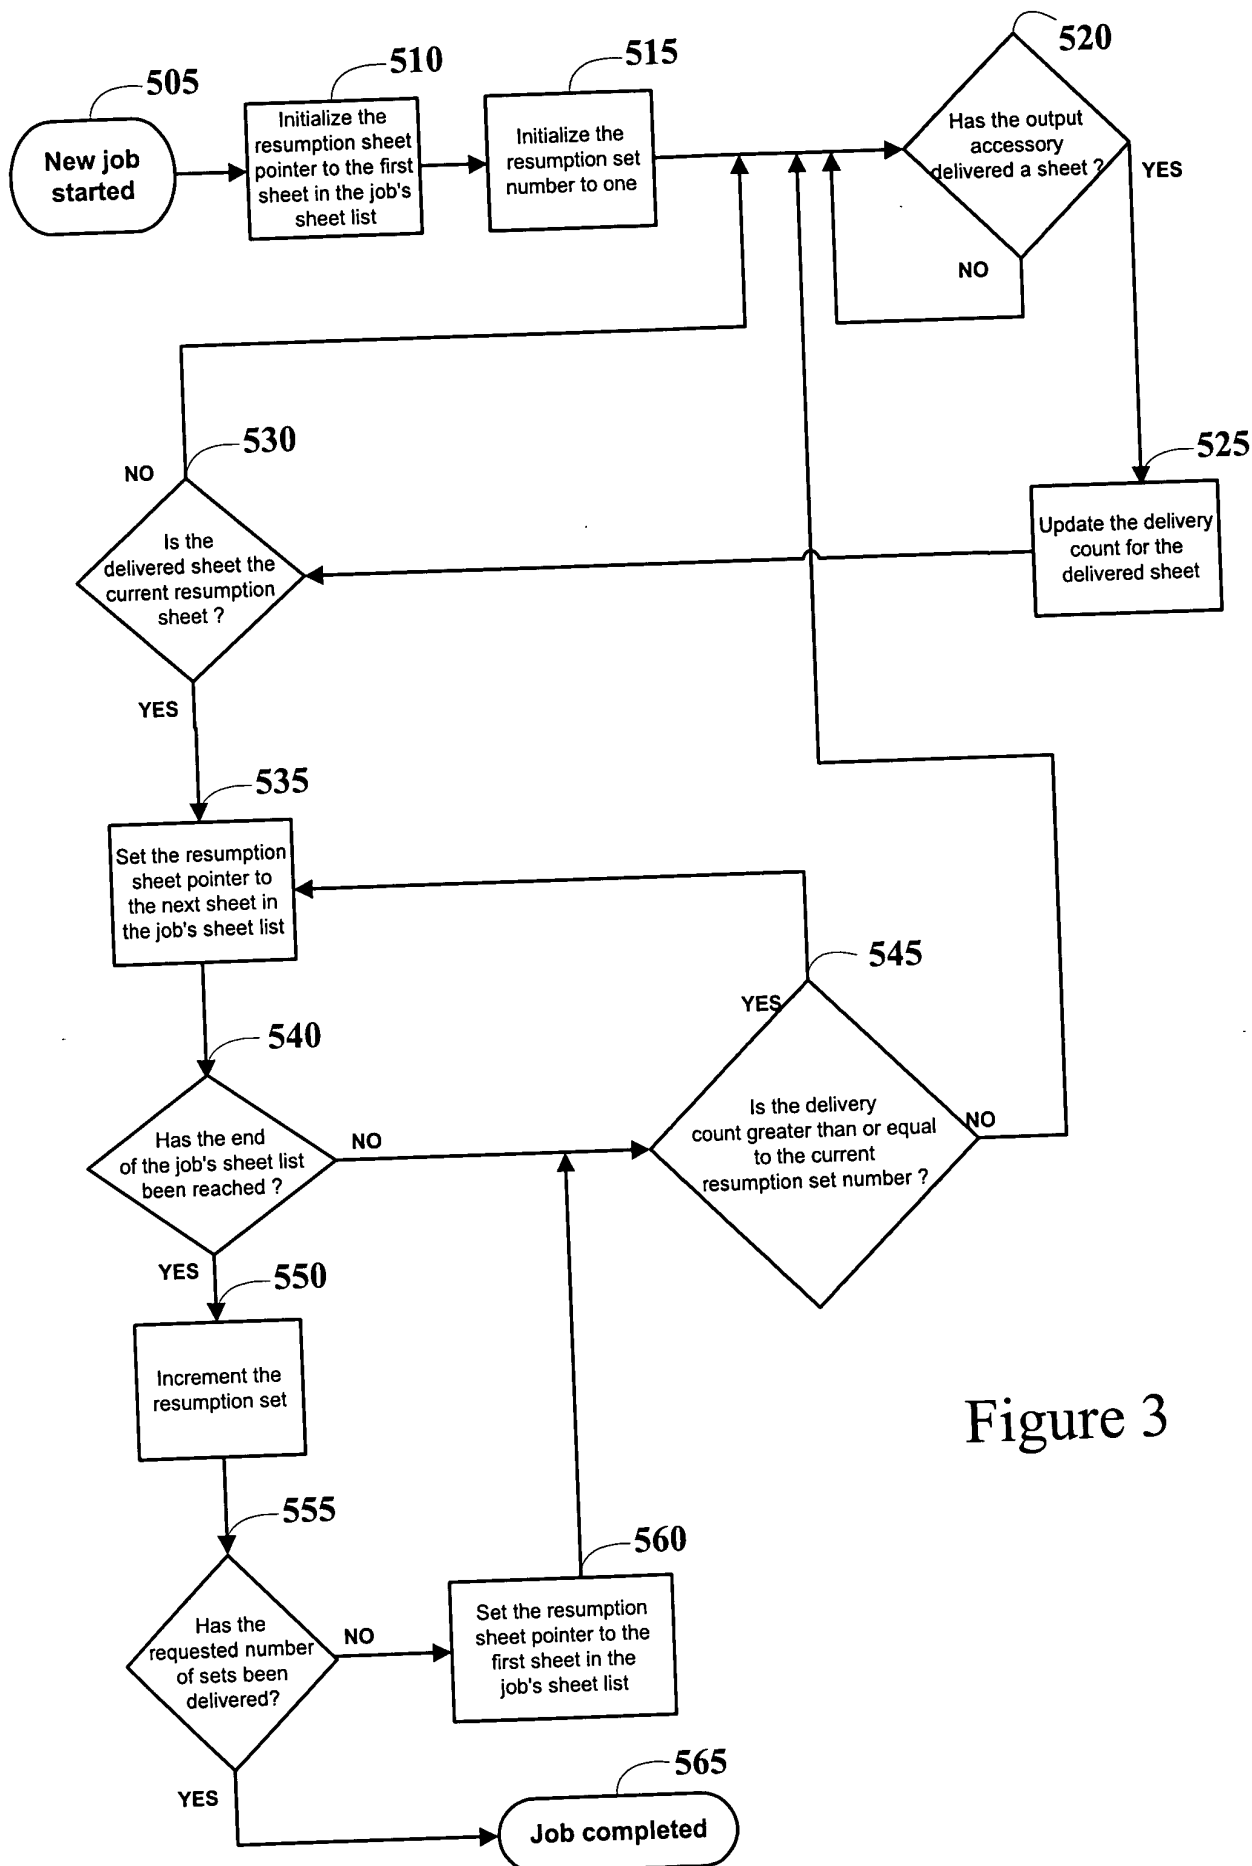 505
New job
started
510
Initialize the
resumption sheet
pointer to the first
sheet in the job's
sheet list
515
Initialize the
resumption set
number to one
520
Has the output
accessory
delivered a sheet ?
YES
NO
525
Update the delivery
count for the
delivered sheet
530
NO
Is the
delivered sheet the
current resumption
sheet ?
YES
535
Set the resumption
sheet pointer to
the next sheet in
the job's sheet list
540
Has the end
of the job's sheet list
been reached ?
NO
YES
545
YES
Is the delivery
count greater than or equal
to the current
resumption set number ?
NO
550
Increment the
resumption set
555
Has the
requested number
of sets been
delivered?
NO
YES
560
Set the resumption
sheet pointer to the
first sheet in the
job's sheet list
565
Job completed
Figure 3